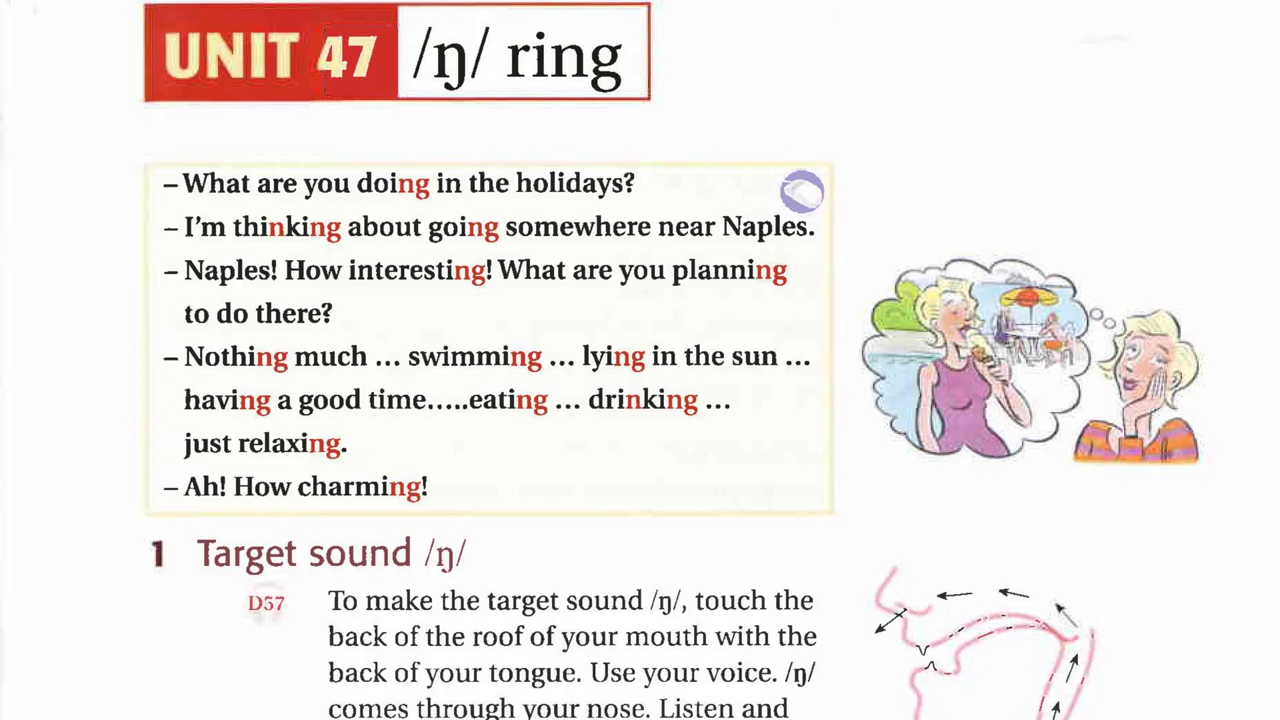 UNIT 47 /ŋ/ ring
– What are you doing in the holidays?
– I'm thinking about going somewhere near Naples.
– Naples! How interesting! What are you planning
to do there?
– Nothing much ... swimming ... lying in the sun ...
having a good time.....eating ... drinking ...
just relaxing.
– Ah! How charming!
1 Target sound /ŋ/
D57 To make the target sound /ŋ/, touch the
back of the roof of your mouth with the
back of your tongue. Use your voice. /ŋ/
comes through your nose. Listen and